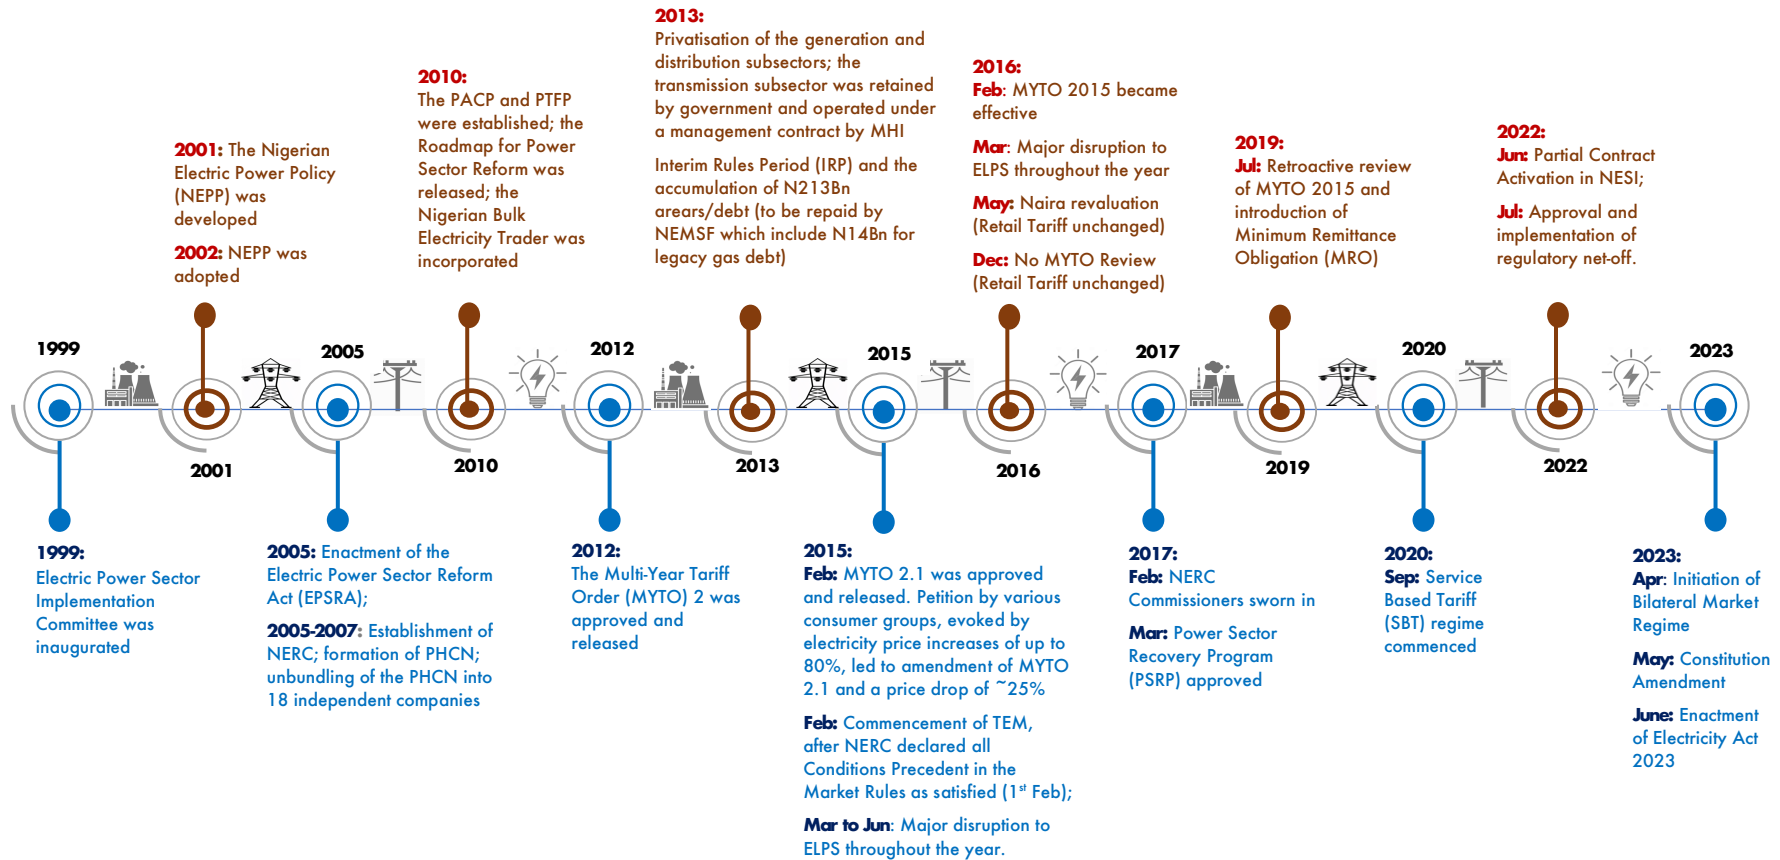 1999
1999:
Electric Power Sector
Implementation
Committee was
inaugurated
2001: The Nigerian
Electric Power Policy
(NEPP) was
developed
2002: NEPP was
adopted
2001
2005
2005: Enactment of the
Electric Power Sector Reform
Act (EPSRA);
2005-2007: Establishment of
NERC; formation of PHCN;
unbundling of the PHCN into
18 independent companies
2010:
The PACP and PTFP
were established; the
Roadmap for Power
Sector Reform was
released; the
Nigerian Bulk
Electricity Trader was
incorporated
2010
2012
2012:
The Multi-Year Tariff
Order (MYTO) 2 was
approved and
released
2013:
Privatisation of the generation and
distribution subsectors; the
transmission subsector was retained
by government and operated under
a management contract by MHI
Interim Rules Period (IRP) and the
accumulation of N213Bn
arears/debt (to be repaid by
NEMSF which include N14Bn for
legacy gas debt)
2013
2015
2015:
Feb: MYTO 2.1 was approved
and released. Petition by various
consumer groups, evoked by
electricity price increases of up to
80%, led to amendment of MYTO
2.1 and a price drop of ~25%
Feb: Commencement of TEM,
after NERC declared all
Conditions Precedent in the
Market Rules as satisfied (1st Feb);
Mar to Jun: Major disruption to
ELPS throughout the year.
2016:
Feb: MYTO 2015 became
effective
Mar: Major disruption to
ELPS throughout the year
May: Naira revaluation
(Retail Tariff unchanged)
Dec: No MYTO Review
(Retail Tariff unchanged)
2016
2017
2017:
Feb: NERC
Commissioners sworn in
Mar: Power Sector
Recovery Program
(PSRP) approved
2019:
Jul: Retroactive review
of MYTO 2015 and
introduction of
Minimum Remittance
Obligation (MRO)
2019
2020
2020:
Sep: Service
Based Tariff
(SBT) regime
commenced
2022:
Jun: Partial Contract
Activation in NESI;
Jul: Approval and
implementation of
regulatory net-off.
2022
2023
2023:
Apr: Initiation of
Bilateral Market
Regime
May: Constitution
Amendment
June: Enactment
of Electricity Act
2023